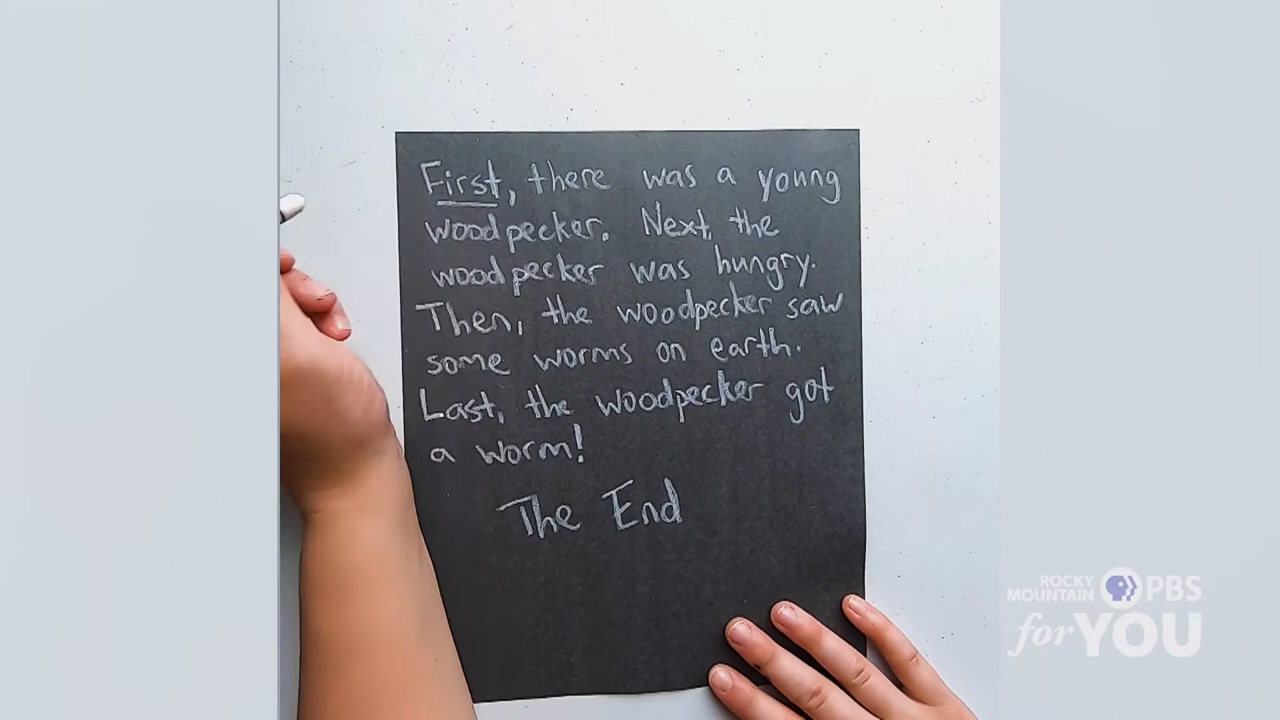 First, there was a young
woodpecker. Next, the
woodpecker was hungry.
Then, the woodpecker saw
some worms on earth.
Last, the woodpecker got
a worm!
The End
ROCKY
MOUNTAIN PBS
for YOU